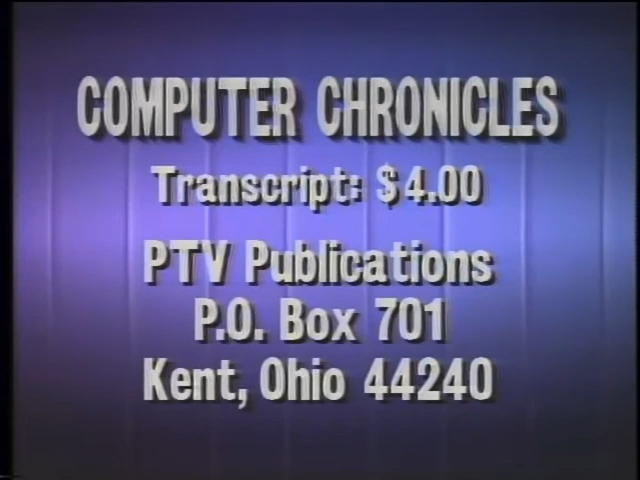 COMPUTER CHRONICLES
Transcript: $4.00
PTV Publications
P.O. Box 701
Kent, Ohio 44240